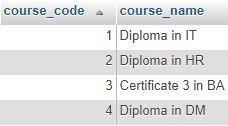 course_code course_name
1 Diploma in IT
2 Diploma in HR
3 Certificate 3 in BA
4 Diploma in DM